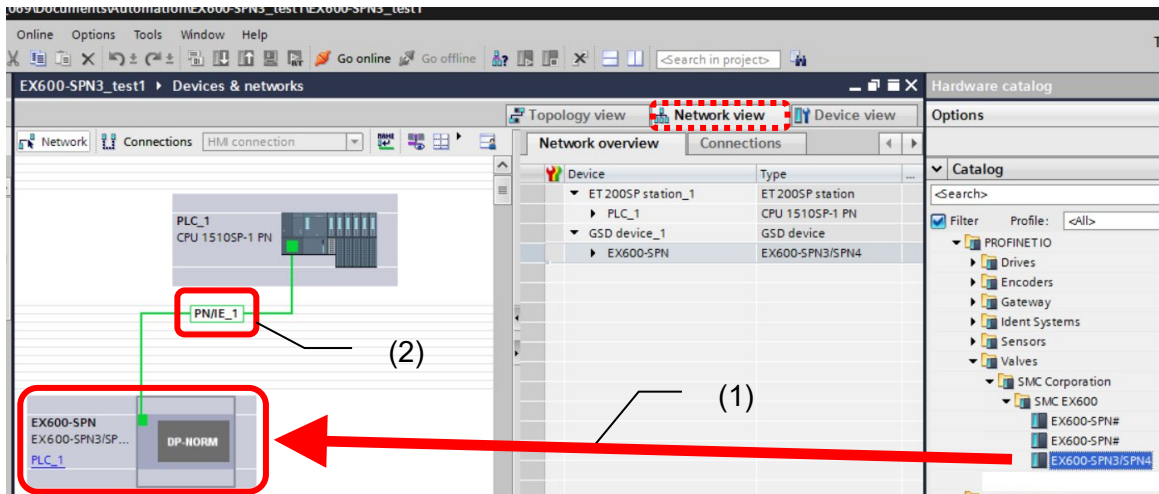 069\Documents\Automation\EX600-SPN3_test1\EX600-SPN3_test1
Online Options Tools Window Help
Go online Go offline <Search in project>
EX600-SPN3_test1 ▸ Devices & networks
Hardware catalog
Topology view Network view Device view
Options
Network Connections HMI connection
Network overview Connections
Catalog
Device Type ...
<Search>
ET 200SP station_1 ET 200SP station
PLC_1 CPU 1510SP-1 PN
GSD device_1 GSD device
EX600-SPN EX600-SPN3/SPN4
Filter Profile: <All>
PROFINET IO
Drives
Encoders
Gateway
Ident Systems
Sensors
Valves
SMC Corporation
SMC EX600
EX600-SPN#
EX600-SPN#
EX600-SPN3/SPN4
PLC_1
CPU 1510SP-1 PN
PN/IE_1
(2)
(1)
EX600-SPN
EX600-SPN3/SP...
DP-NORM
PLC_1